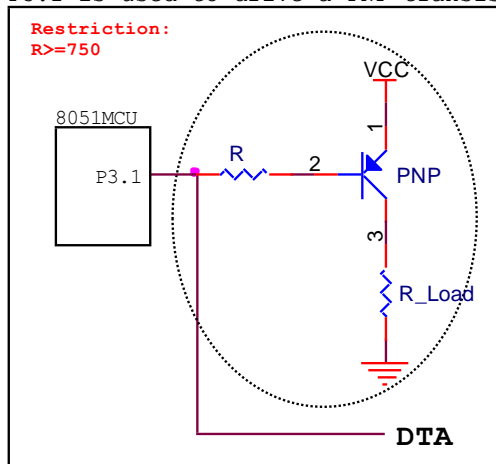 Restriction:
R>=750
VCC
8051MCU
1
R
2
PNP
P3.1
3
R_Load
DTA